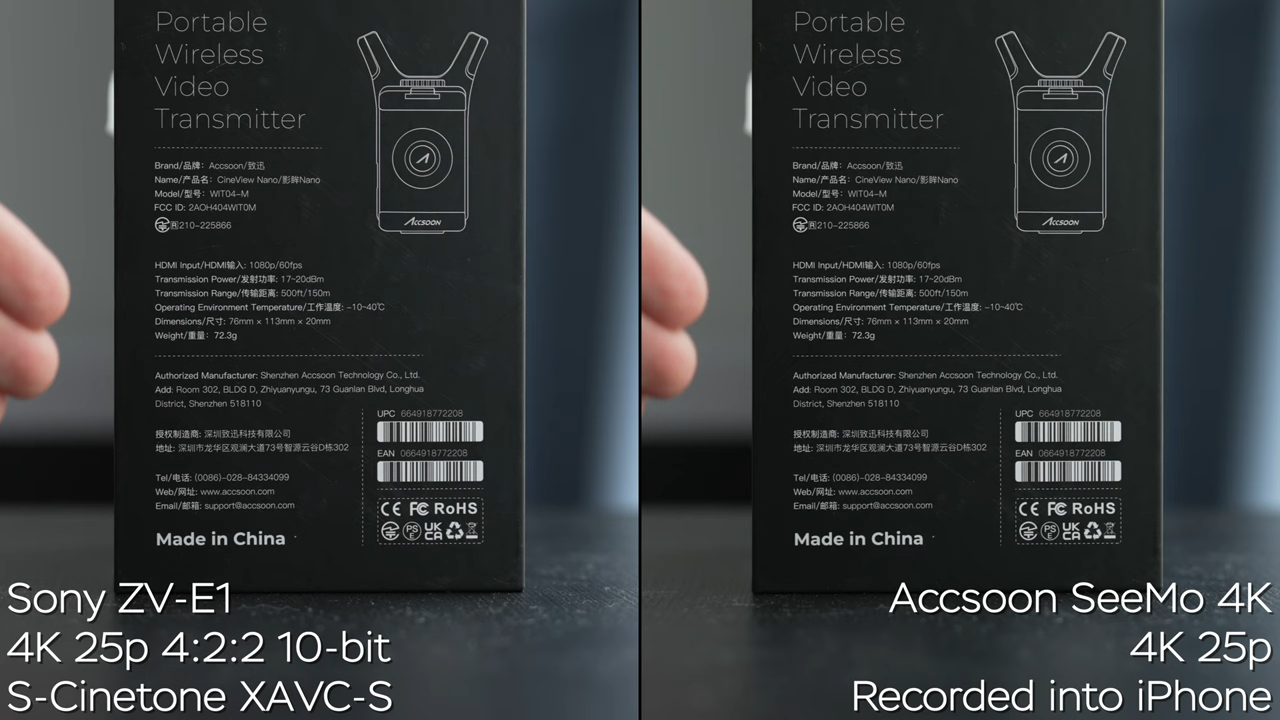 Portable
Wireless
Video
Transmitter
Brand/品牌: Accsoon/致迅
Name/产品名: CineView Nano/影眸Nano
Model/型号: WIT04-M
FCC ID: 2AOH404WIT0M
210-225866
HDMI Input/HDMI输入: 1080p/60fps
Transmission Power/发射功率: 17~20dBm
Transmission Range/传输距离: 500ft/150m
Operating Environment Temperature/工作温度: -10~40℃
Dimensions/尺寸: 76mm × 113mm × 20mm
Weight/重量: 72.3g
Authorized Manufacturer: Shenzhen Accsoon Technology Co., Ltd.
Add: Room 302, BLDG D, Zhiyuanyungu, 73 Guanlan Blvd, Longhua
District, Shenzhen 518110
授权制造商: 深圳致迅科技有限公司
地址: 深圳市龙华区观澜大道73号智源云谷D栋302
Tel/电话: (0086)-028-84334099
Web/网址: www.accsoon.com
Email/邮箱: support@accsoon.com
Made in China
ACCSOON
UPC 664918772208
EAN 0664918772208
CE FC RoHS
PSE UKCA
Sony ZV-E1
4K 25p 4:2:2 10-bit
S-Cinetone XAVC-S
Portable
Wireless
Video
Transmitter
Brand/品牌: Accsoon/致迅
Name/产品名: CineView Nano/影眸Nano
Model/型号: WIT04-M
FCC ID: 2AOH404WIT0M
210-225866
HDMI Input/HDMI输入: 1080p/60fps
Transmission Power/发射功率: 17~20dBm
Transmission Range/传输距离: 500ft/150m
Operating Environment Temperature/工作温度: -10~40℃
Dimensions/尺寸: 76mm × 113mm × 20mm
Weight/重量: 72.3g
Authorized Manufacturer: Shenzhen Accsoon Technology Co., Ltd.
Add: Room 302, BLDG D, Zhiyuanyungu, 73 Guanlan Blvd, Longhua
District, Shenzhen 518110
授权制造商: 深圳致迅科技有限公司
地址: 深圳市龙华区观澜大道73号智源云谷D栋302
Tel/电话: (0086)-028-84334099
Web/网址: www.accsoon.com
Email/邮箱: support@accsoon.com
Made in China
ACCSOON
UPC 664918772208
EAN 0664918772208
CE FC RoHS
PSE UKCA
Accsoon SeeMo 4K
4K 25p
Recorded into iPhone